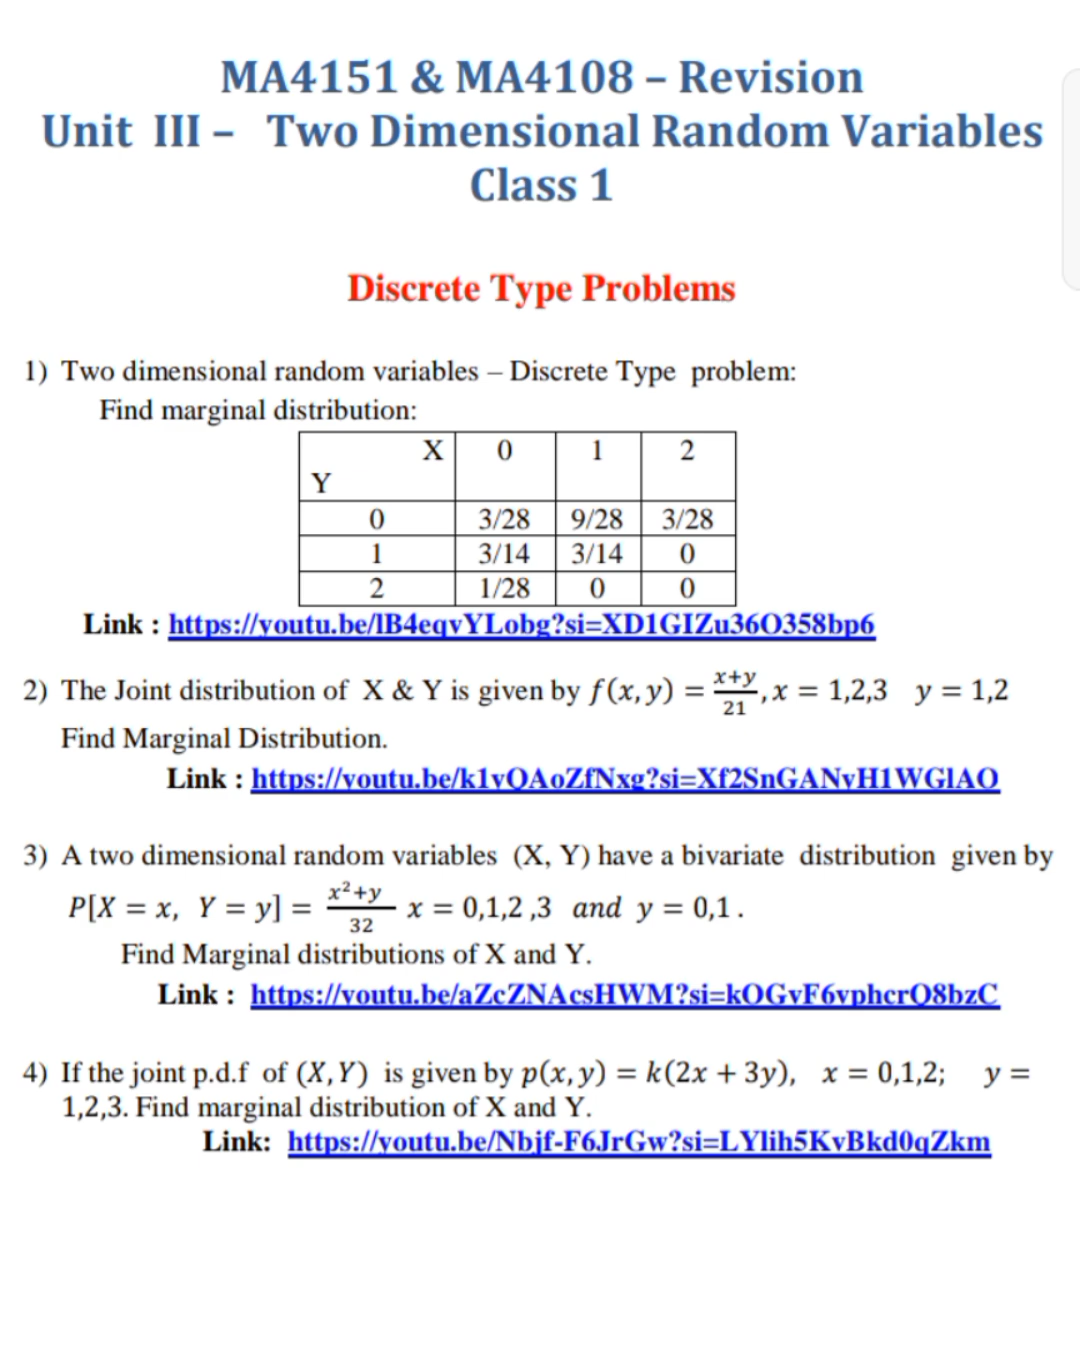 MA4151 & MA4108 – Revision
Unit III – Two Dimensional Random Variables
Class 1
Discrete Type Problems
1) Two dimensional random variables – Discrete Type problem:
Find marginal distribution:
X 0 1 2
Y
0 3/28 9/28 3/28
1 3/14 3/14 0
2 1/28 0 0
Link : https://youtu.be/lB4eqvYLobg?si=XD1GIZu36O358bp6
2) The Joint distribution of X & Y is given by f(x, y) = (x+y)/21, x = 1,2,3 y = 1,2
Find Marginal Distribution.
Link : https://youtu.be/k1yQAoZfNxg?si=Xf2SnGANyH1WGlAO
3) A two dimensional random variables (X, Y) have a bivariate distribution given by
P[X = x, Y = y] = (x²+y)/32 x = 0,1,2 ,3 and y = 0,1 .
Find Marginal distributions of X and Y.
Link : https://youtu.be/aZcZNAcsHWM?si=kOGvF6vphcrQ8bzC
4) If the joint p.d.f of (X, Y) is given by p(x, y) = k(2x + 3y), x = 0,1,2; y =
1,2,3. Find marginal distribution of X and Y.
Link: https://youtu.be/Nbjf-F6JrGw?si=LYlih5KvBkd0qZkm